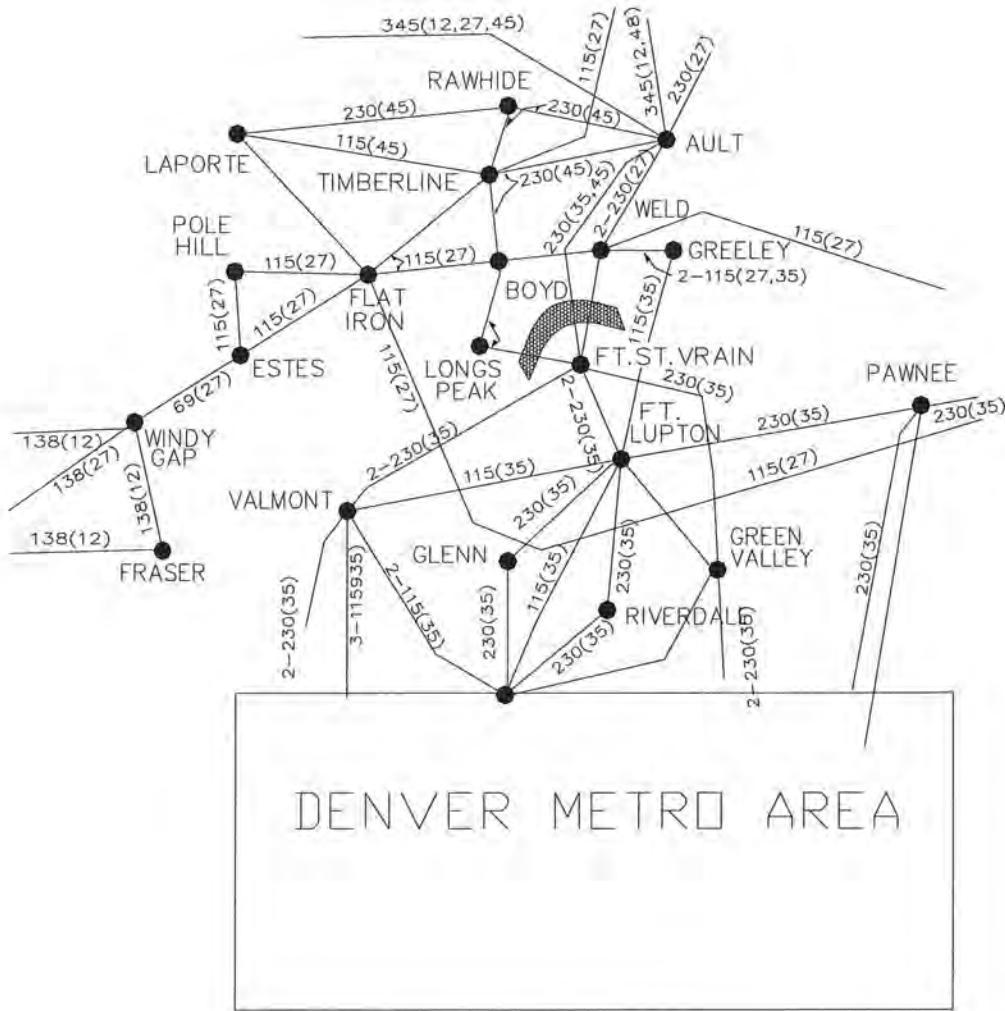 345(12,27,45)
115(27)
345(12,48)
230(27)
RAWHIDE
230(45)
230(45)
LAPORTE
115(45)
TIMBERLINE
230(45)
AULT
230(35,45)
2-230(27)
WELD
POLE
HILL
115(27)
115(27)
FLAT
IRON
BOYD
GREELEY
2-115(27,35)
115(27)
115(35)
115(27)
115(27)
ESTES
LONGS
PEAK
FT.ST.VRAIN
115(27)
69(27)
230(35)
PAWNEE
138(12)
138(27)
WINDY
GAP
138(12)
2-230(35)
2-230(35)
FT.
LUPTON
230(35)
230(35)
115(27)
VALMONT
115(35)
230(35)
138(12)
FRASER
GLENN
GREEN
VALLEY
230(35)
2-230(35)
3-115935)
2-115(35)
230(35)
115(35)
230(35)
RIVERDALE
230(35)
2-230(35)
DENVER METRO AREA